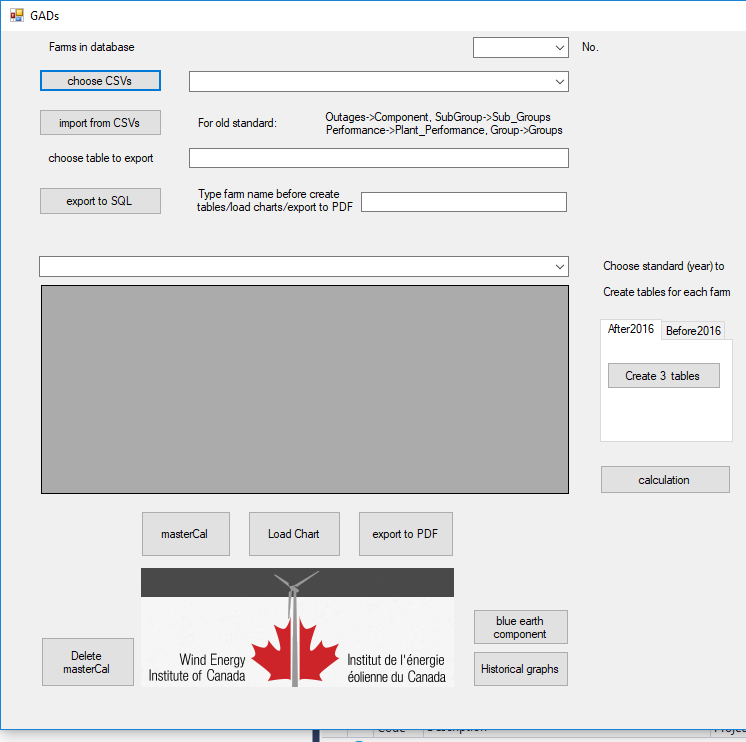 GADs
Farms in database
No.
choose CSVs
import from CSVs
For old standard:
Outages->Component, SubGroup->Sub_Groups
Performance->Plant_Performance, Group->Groups
choose table to export
export to SQL
Type farm name before create
tables/load charts/export to PDF
Choose standard (year) to
Create tables for each farm
After2016
Before2016
Create 3 tables
calculation
masterCal
Load Chart
export to PDF
Wind Energy
Institute of Canada
Institut de l'énergie
éolienne du Canada
blue earth
component
Delete
masterCal
Historical graphs